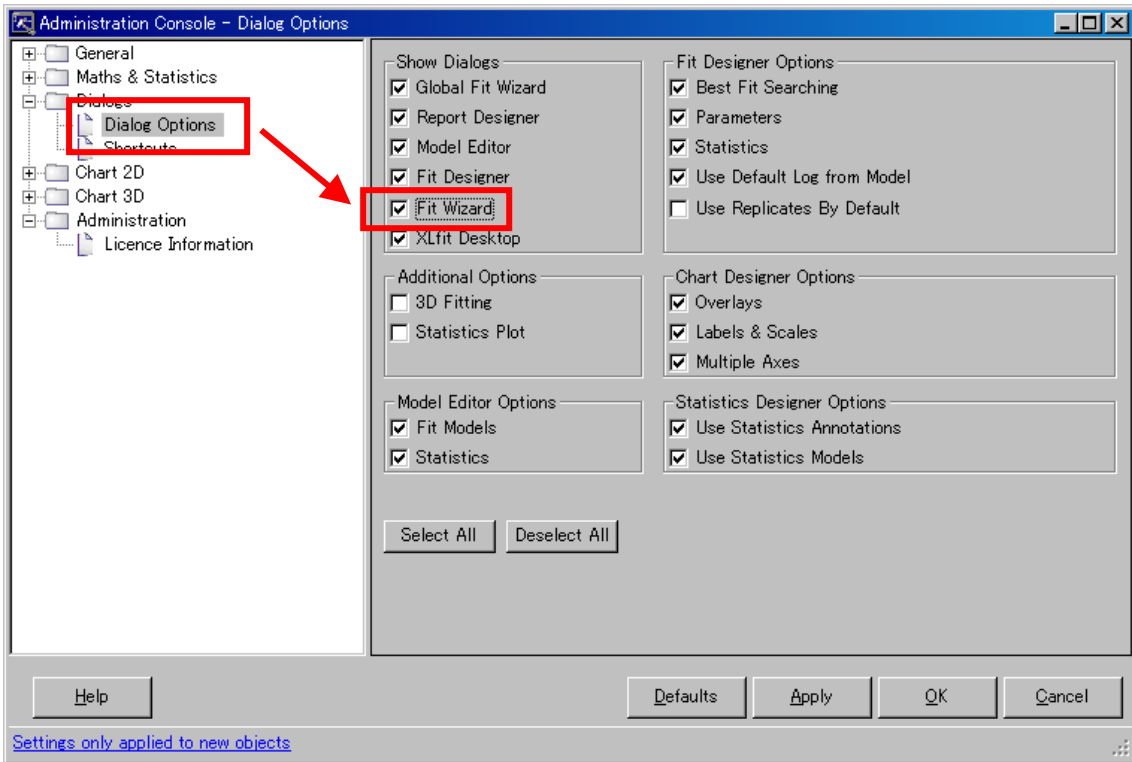 Administration Console - Dialog Options
General
Maths & Statistics
Dialogs
Dialog Options
Shortcuts
Chart 2D
Chart 3D
Administration
Licence Information
Show Dialogs
Global Fit Wizard
Report Designer
Model Editor
Fit Designer
Fit Wizard
XLfit Desktop
Fit Designer Options
Best Fit Searching
Parameters
Statistics
Use Default Log from Model
Use Replicates By Default
Additional Options
3D Fitting
Statistics Plot
Chart Designer Options
Overlays
Labels & Scales
Multiple Axes
Model Editor Options
Fit Models
Statistics
Statistics Designer Options
Use Statistics Annotations
Use Statistics Models
Select All
Deselect All
Help
Defaults
Apply
OK
Cancel
Settings only applied to new objects